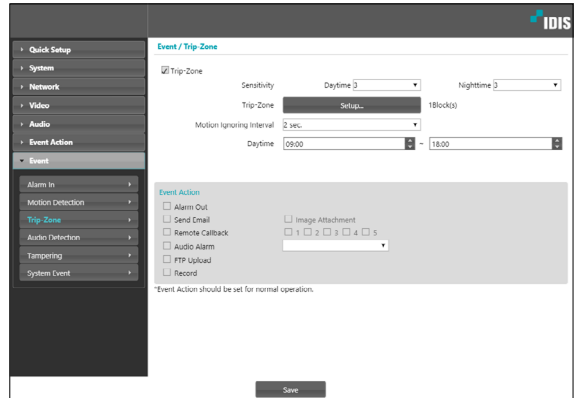 IDIS
Quick Setup
System
Network
Video
Audio
Event Action
Event
Alarm In
Motion Detection
Trip-Zone
Audio Detection
Tampering
System Event
Event / Trip-Zone
Trip-Zone
Sensitivity Daytime 3 Nighttime 3
Trip-Zone Setup... 1Block(s)
Motion Ignoring Interval 2 sec.
Daytime 09:00 ~ 18:00
Event Action
Alarm Out
Send Email Image Attachment
Remote Callback 1 2 3 4 5
Audio Alarm
FTP Upload
Record
*Event Action should be set for normal operation.
Save